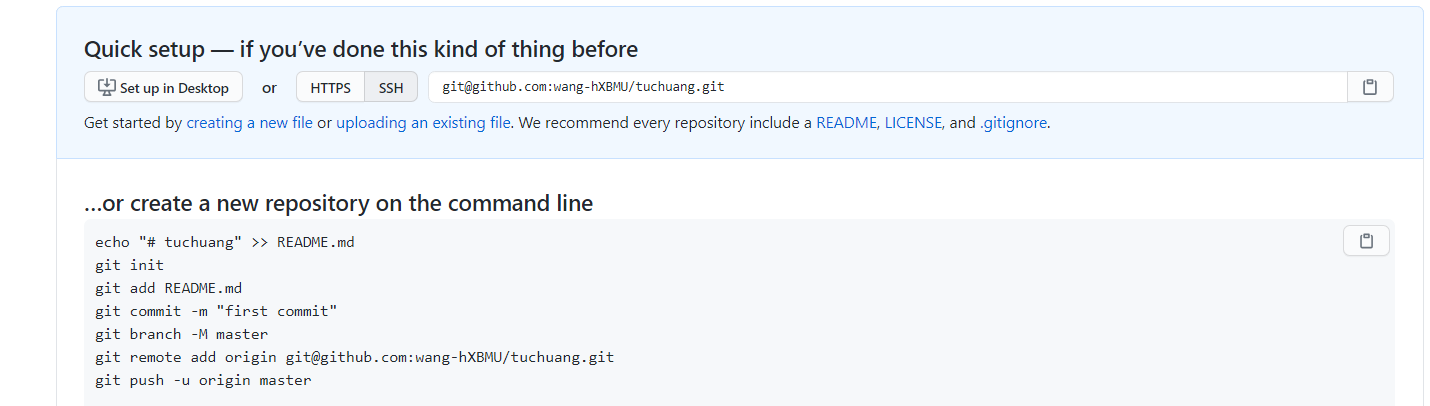 Quick setup — if you’ve done this kind of thing before
Set up in Desktop or HTTPS SSH git@github.com:wang-hXBMU/tuchuang.git
Get started by creating a new file or uploading an existing file. We recommend every repository include a README, LICENSE, and .gitignore.
…or create a new repository on the command line
echo "# tuchuang" >> README.md
git init
git add README.md
git commit -m "first commit"
git branch -M master
git remote add origin git@github.com:wang-hXBMU/tuchuang.git
git push -u origin master